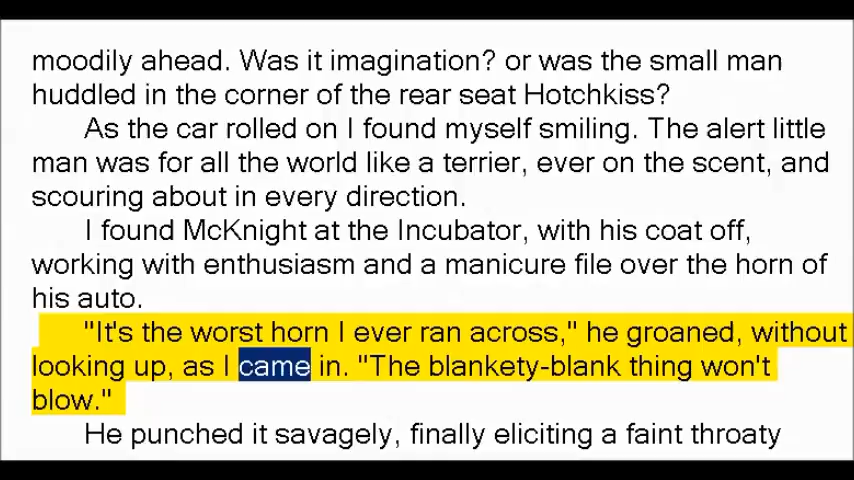 moodily ahead. Was it imagination? or was the small man
huddled in the corner of the rear seat Hotchkiss?
As the car rolled on I found myself smiling. The alert little
man was for all the world like a terrier, ever on the scent, and
scouring about in every direction.
I found McKnight at the Incubator, with his coat off,
working with enthusiasm and a manicure file over the horn of
his auto.
"It's the worst horn I ever ran across," he groaned, without
looking up, as I came in. "The blankety-blank thing won't
blow."
He punched it savagely, finally eliciting a faint throaty